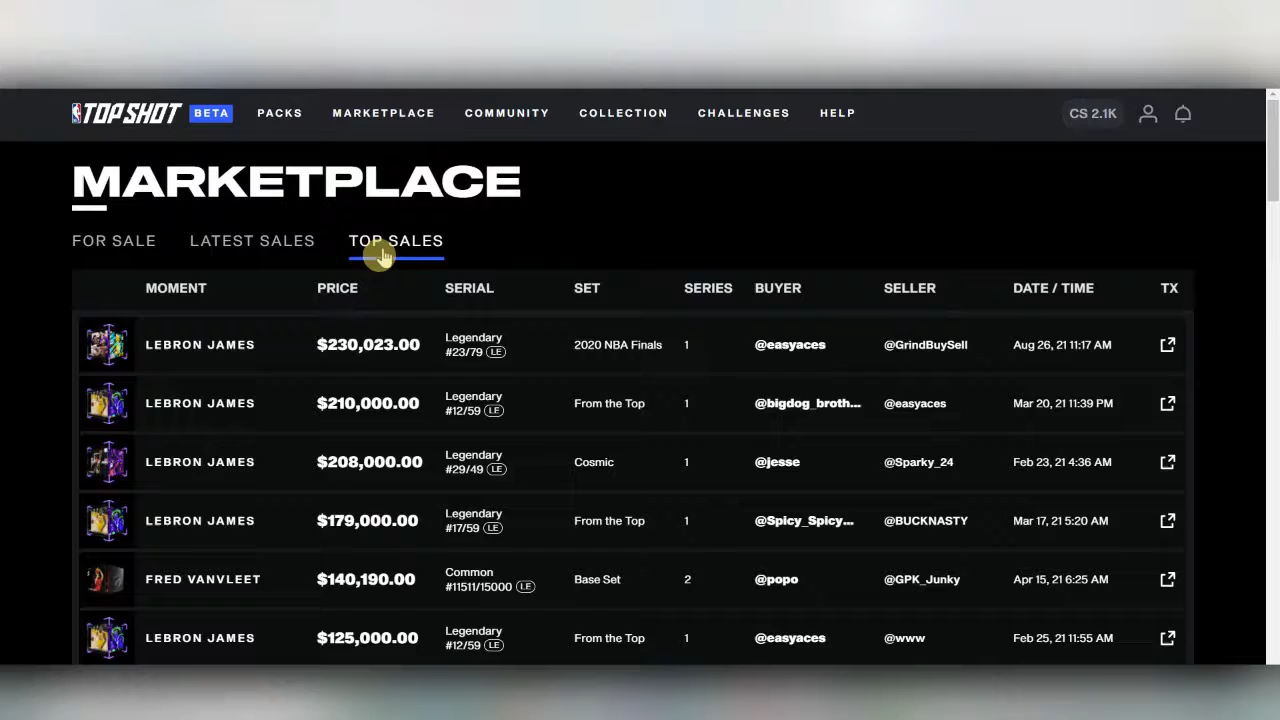 TOP SHOT BETA PACKS MARKETPLACE COMMUNITY COLLECTION CHALLENGES HELP CS 2.1K
MARKETPLACE
FOR SALE LATEST SALES TOP SALES
MOMENT PRICE SERIAL SET SERIES BUYER SELLER DATE / TIME TX
LEBRON JAMES $230,023.00 Legendary #23/79 LE 2020 NBA Finals 1 @easyaces @GrindBuySell Aug 26, 21 11:17 AM
LEBRON JAMES $210,000.00 Legendary #12/59 LE From the Top 1 @bigdog_broth... @easyaces Mar 20, 21 11:39 PM
LEBRON JAMES $208,000.00 Legendary #29/49 LE Cosmic 1 @jesse @Sparky_24 Feb 23, 21 4:36 AM
LEBRON JAMES $179,000.00 Legendary #17/59 LE From the Top 1 @Spicy_Spicy... @BUCKNASTY Mar 17, 21 5:20 AM
FRED VANVLEET $140,190.00 Common #11511/15000 LE Base Set 2 @popo @GPK_Junky Apr 15, 21 6:25 AM
LEBRON JAMES $125,000.00 Legendary #12/59 LE From the Top 1 @easyaces @www Feb 25, 21 11:55 AM